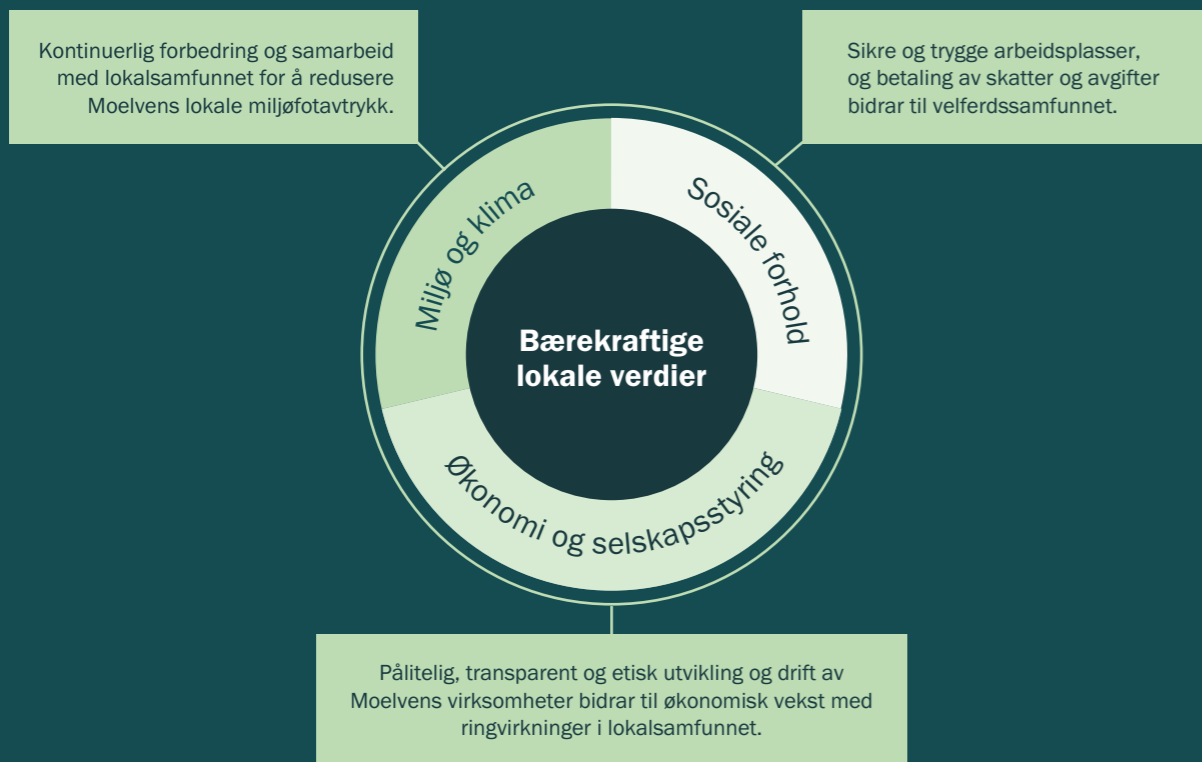 Kontinuerlig forbedring og samarbeid
med lokalsamfunnet for å redusere
Moelvens lokale miljøfotavtrykk.
Sikre og trygge arbeidsplasser,
og betaling av skatter og avgifter
bidrar til velferdssamfunnet.
Miljø og klima
Sosiale forhold
Bærekraftige
lokale verdier
Økonomi og selskapsstyring
Pålitelig, transparent og etisk utvikling og drift av
Moelvens virksomheter bidrar til økonomisk vekst med
ringvirkninger i lokalsamfunnet.